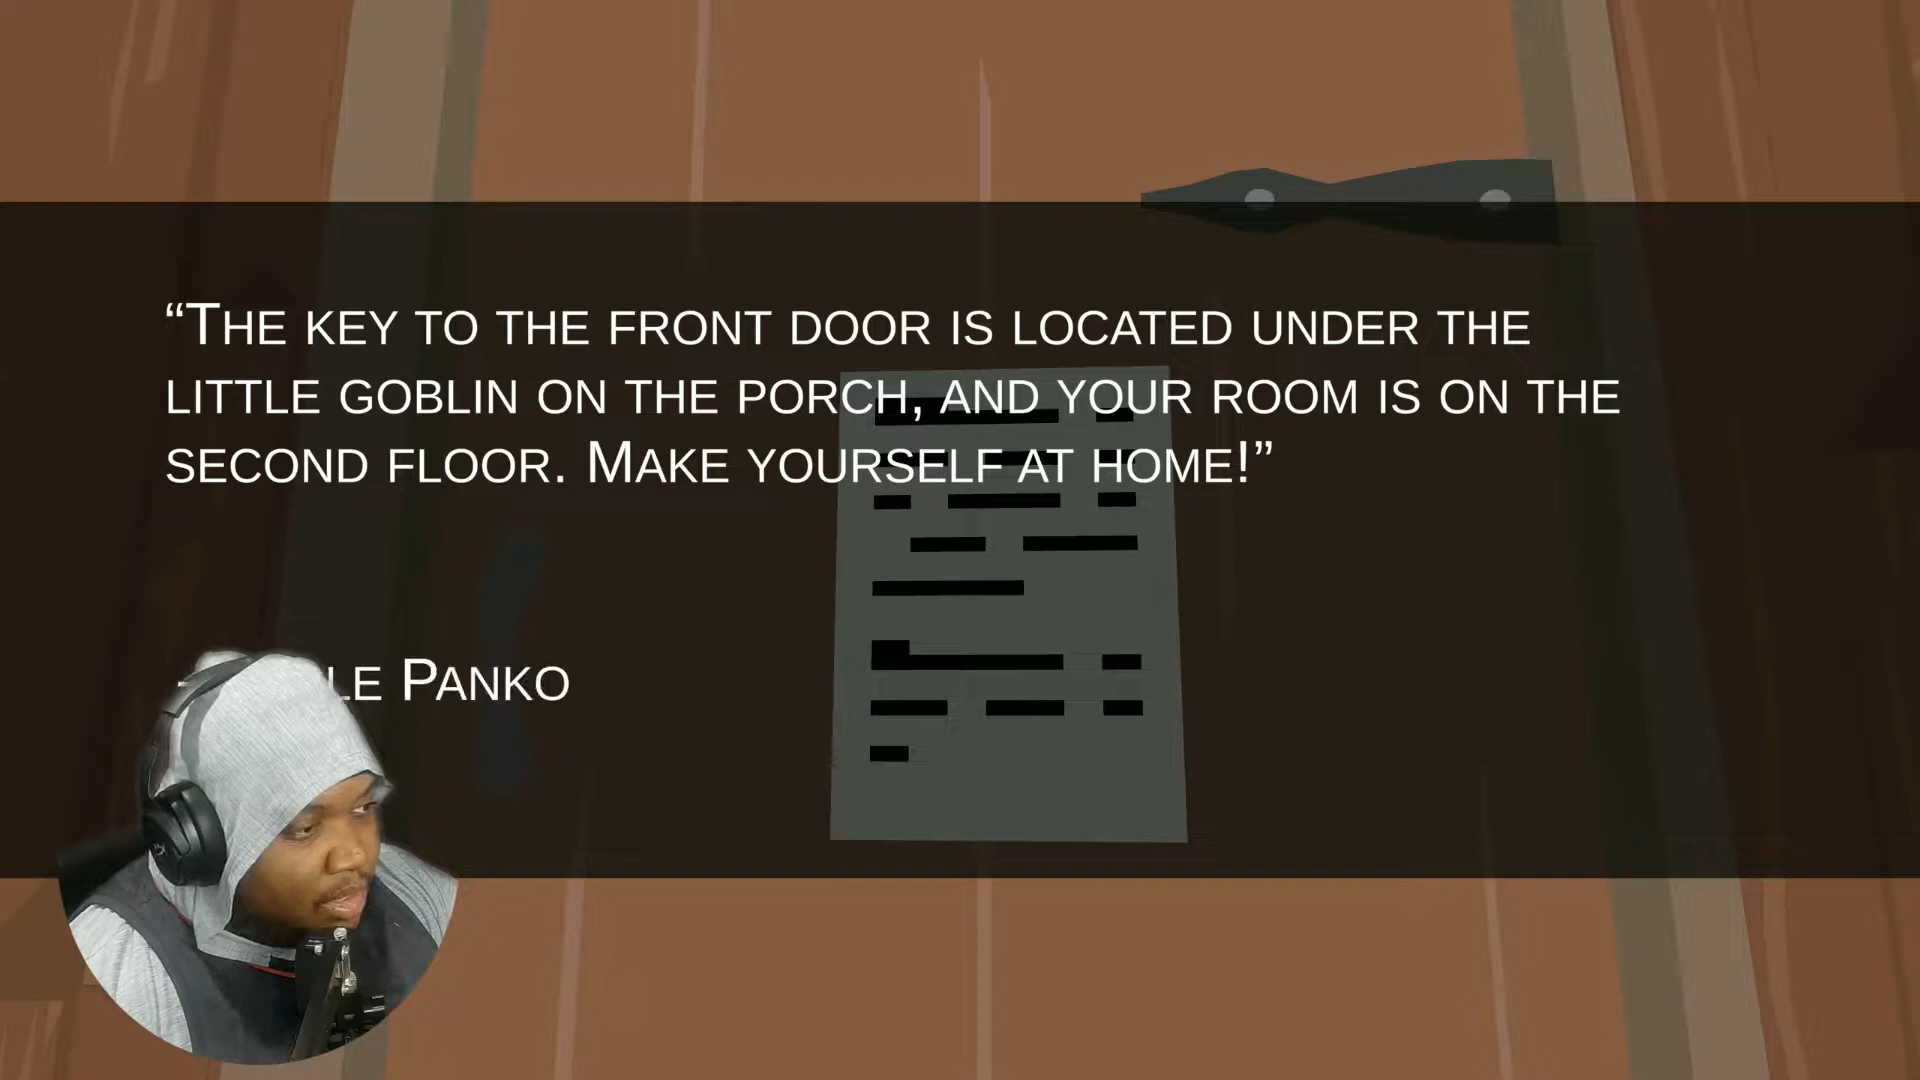 “THE KEY TO THE FRONT DOOR IS LOCATED UNDER THE
LITTLE GOBLIN ON THE PORCH, AND YOUR ROOM IS ON THE
SECOND FLOOR. MAKE YOURSELF AT HOME!”
PANKO